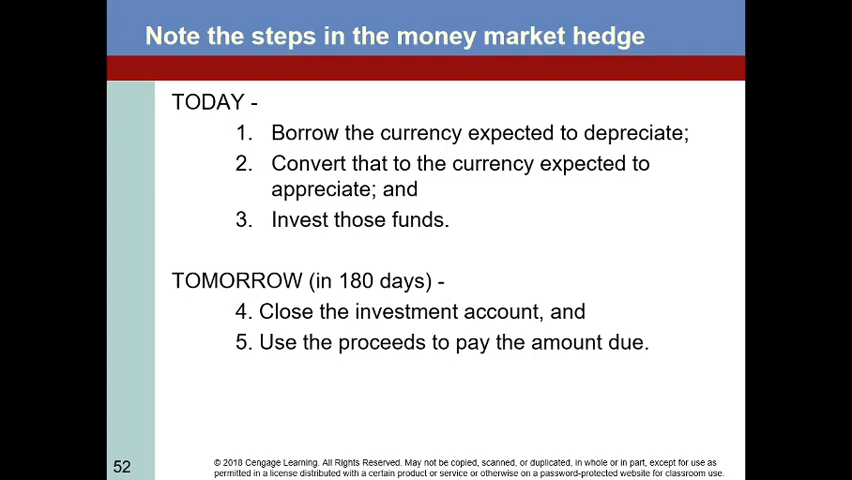 Note the steps in the money market hedge
TODAY -
1. Borrow the currency expected to depreciate;
2. Convert that to the currency expected to
appreciate; and
3. Invest those funds.
TOMORROW (in 180 days) -
4. Close the investment account, and
5. Use the proceeds to pay the amount due.
52
© 2018 Cengage Learning. All Rights Reserved. May not be copied, scanned, or duplicated, in whole or in part, except for use as
permitted in a license distributed with a certain product or service or otherwise on a password-protected website for classroom use.